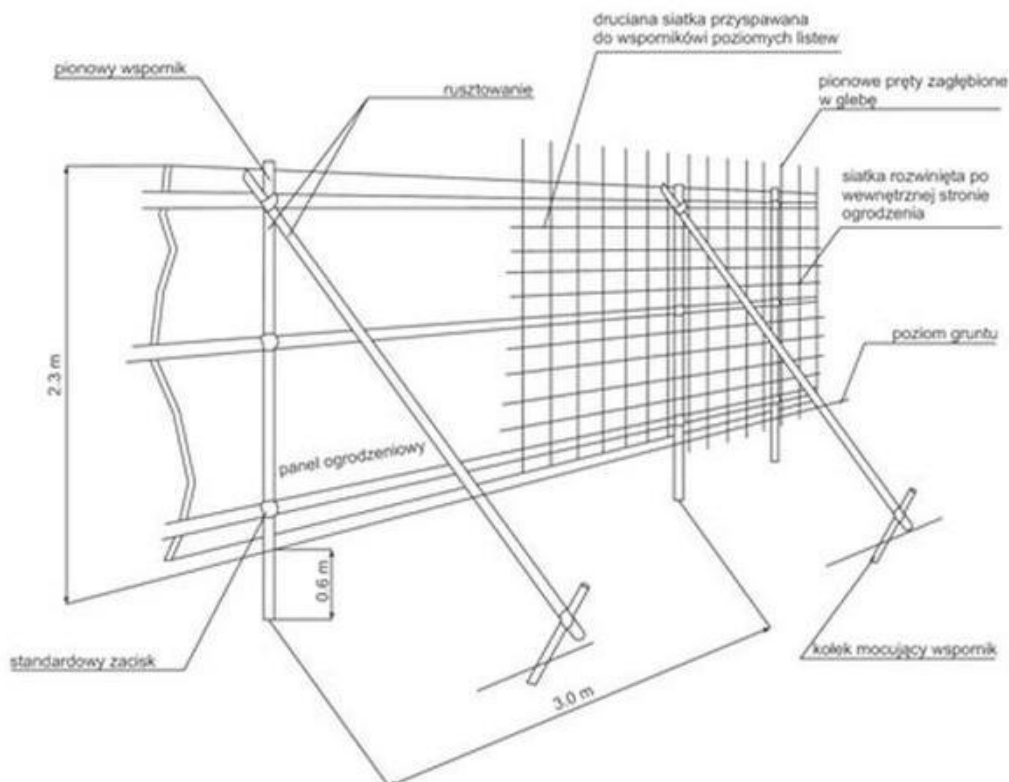 druciana siatka przyspawana
do wspornikówi poziomych listew
pionowy wspornik
rusztowanie
pionowe pręty zagłębione
w glebę
siatka rozwinięta po
wewnętrznej stronie
ogrodzenia
poziom gruntu
2.3 m
panel ogrodzeniowy
0.6 m
standardowy zacisk
kołek mocujący wspornik
3.0 m